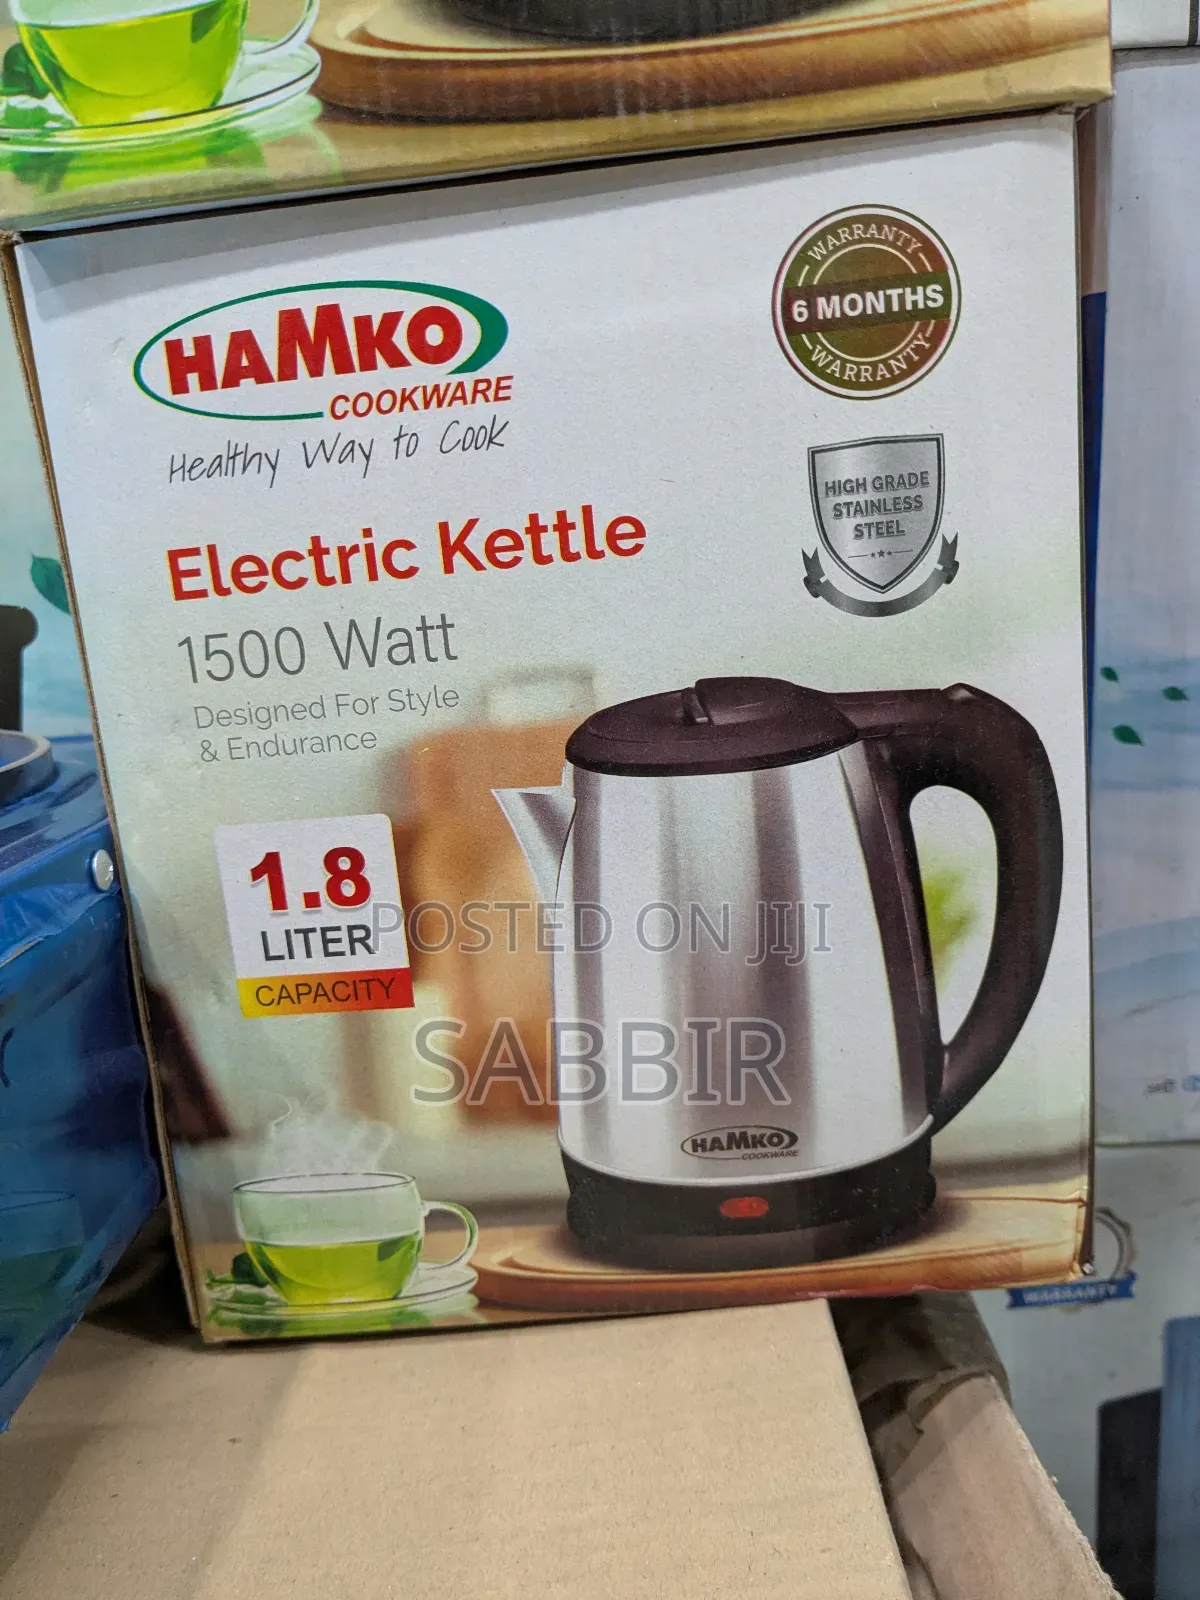 HAMKO
COOKWARE
Healthy Way to Cook
WARRANTY
6 MONTHS
WARRANTY
HIGH GRADE
STAINLESS
STEEL
Electric Kettle
1500 Watt
Designed For Style
& Endurance
1.8
LITER
CAPACITY
POSTED ON JIJI
SABBIR
HAMKO
COOKWARE
WARRANTY